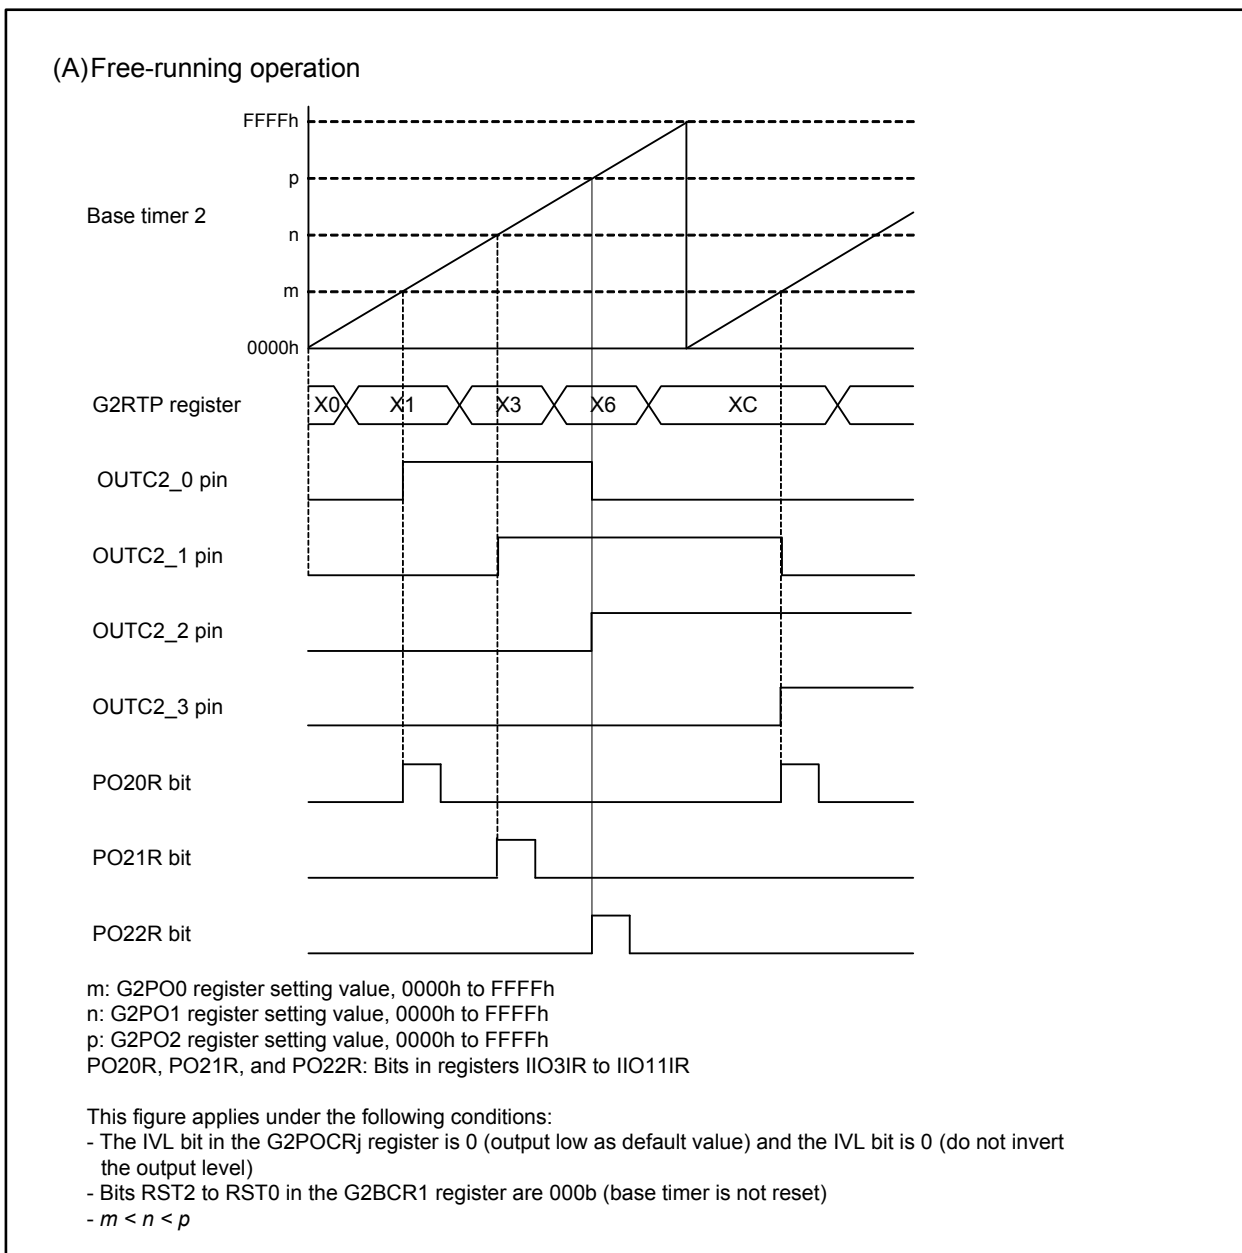 (A)Free-running operation
FFFFh
p
Base timer 2
n
m
0000h
G2RTP register
X0 X1 X3 X6 XC
OUTC2_0 pin
OUTC2_1 pin
OUTC2_2 pin
OUTC2_3 pin
PO20R bit
PO21R bit
PO22R bit
m: G2PO0 register setting value, 0000h to FFFFh
n: G2PO1 register setting value, 0000h to FFFFh
p: G2PO2 register setting value, 0000h to FFFFh
PO20R, PO21R, and PO22R: Bits in registers IIO3IR to IIO11IR
This figure applies under the following conditions:
- The IVL bit in the G2POCRj register is 0 (output low as default value) and the IVL bit is 0 (do not invert
the output level)
- Bits RST2 to RST0 in the G2BCR1 register are 000b (base timer is not reset)
- m < n < p